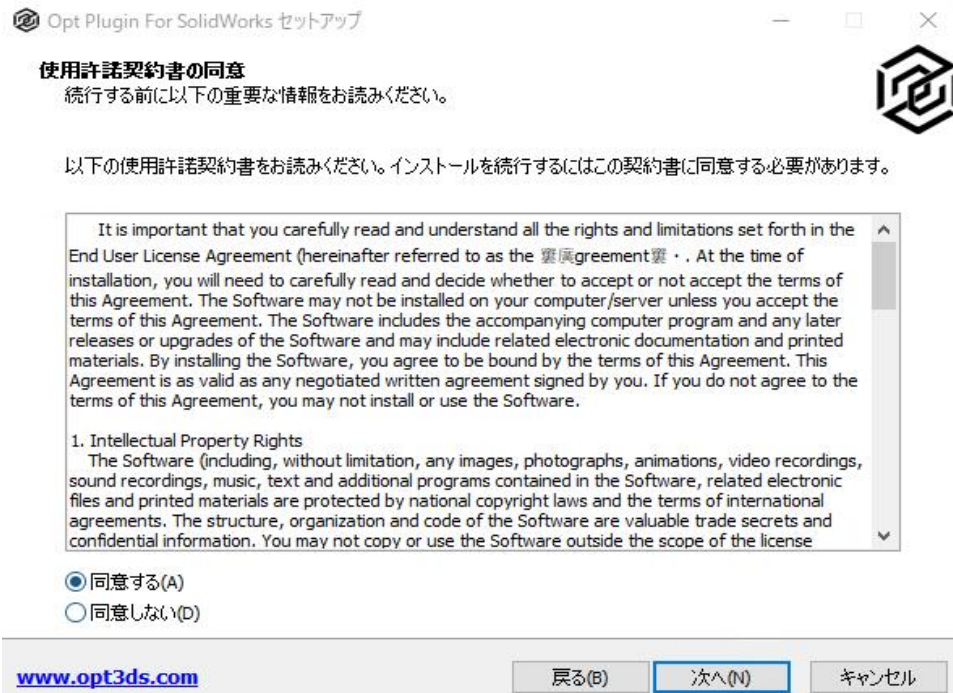 Opt Plugin For SolidWorks セットアップ
使用許諾契約書の同意
続行する前に以下の重要な情報をお読みください。
以下の使用許諾契約書をお読みください。インストールを続行するにはこの契約書に同意する必要があります。
It is important that you carefully read and understand all the rights and limitations set forth in the
End User License Agreement (hereinafter referred to as the greement ・. At the time of
installation, you will need to carefully read and decide whether to accept or not accept the terms of
this Agreement. The Software may not be installed on your computer/server unless you accept the
terms of this Agreement. The Software includes the accompanying computer program and any later
releases or upgrades of the Software and may include related electronic documentation and printed
materials. By installing the Software, you agree to be bound by the terms of this Agreement. This
Agreement is as valid as any negotiated written agreement signed by you. If you do not agree to the
terms of this Agreement, you may not install or use the Software.
1. Intellectual Property Rights
The Software (including, without limitation, any images, photographs, animations, video recordings,
sound recordings, music, text and additional programs contained in the Software, related electronic
files and printed materials are protected by national copyright laws and the terms of international
agreements. The structure, organization and code of the Software are valuable trade secrets and
confidential information. You may not copy or use the Software outside the scope of the license
同意する(A)
同意しない(D)
www.opt3ds.com 戻る(B) 次へ(N) キャンセル